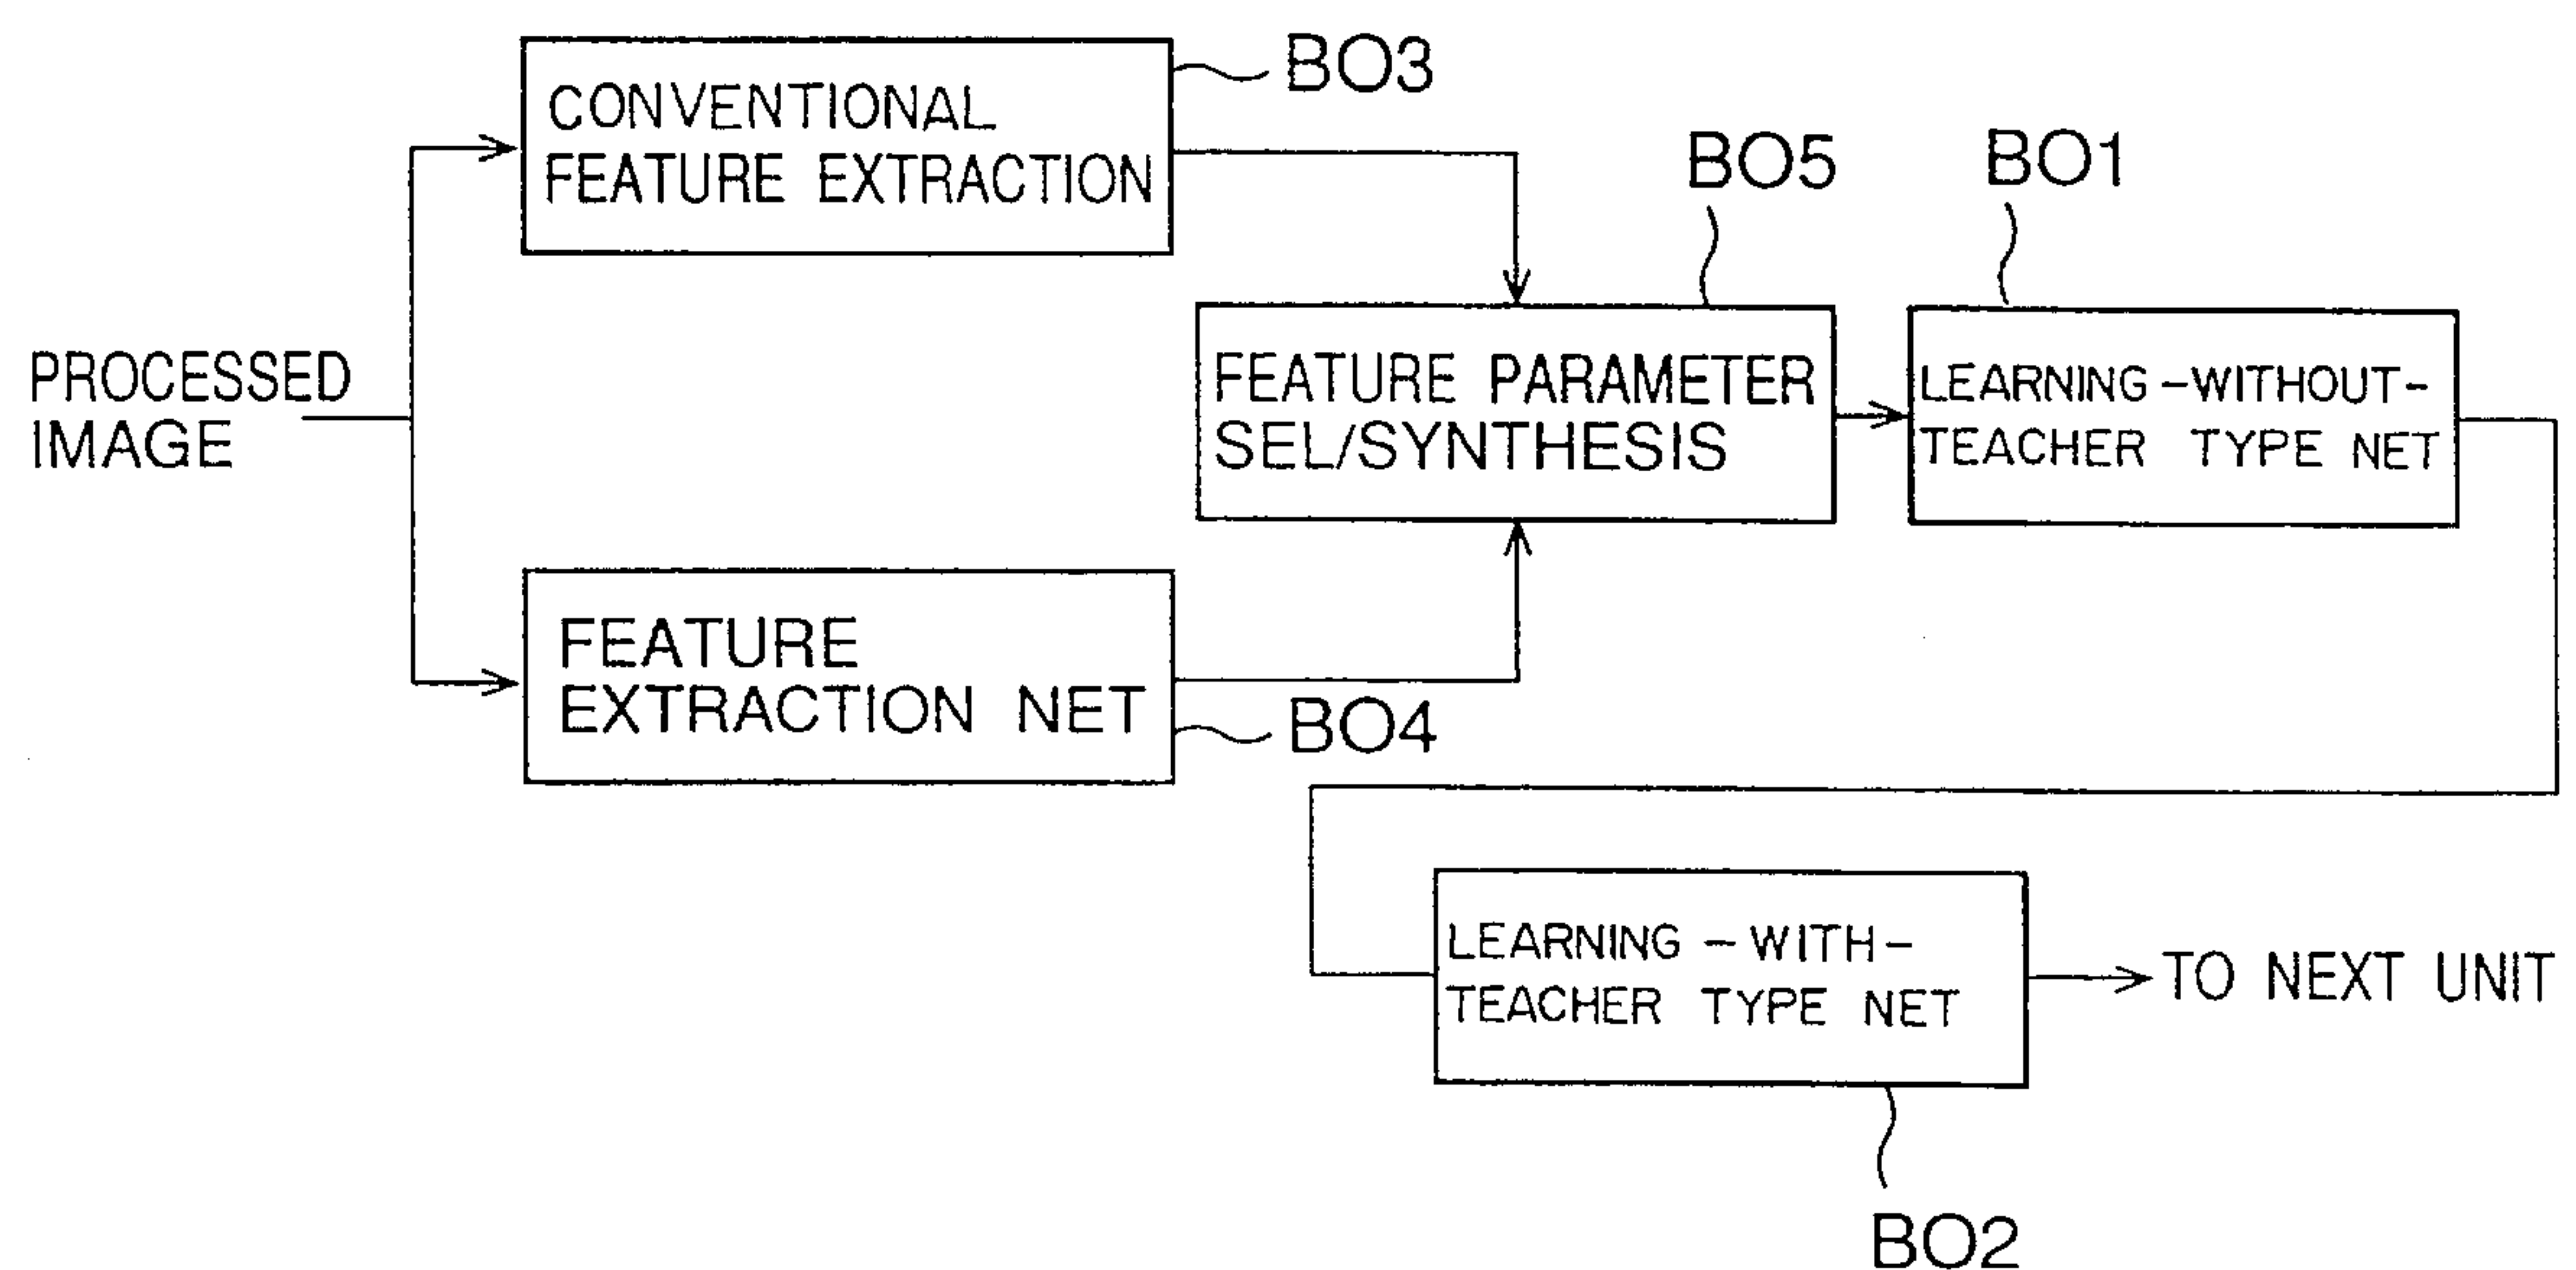 BO3
CONVENTIONAL
FEATURE EXTRACTION
BO5
BO1
PROCESSED
IMAGE
FEATURE PARAMETER
SEL/SYNTHESIS
LEARNING-WITHOUT-
TEACHER TYPE NET
FEATURE
EXTRACTION NET
BO4
LEARNING-WITH-
TEACHER TYPE NET
TO NEXT UNIT
BO2